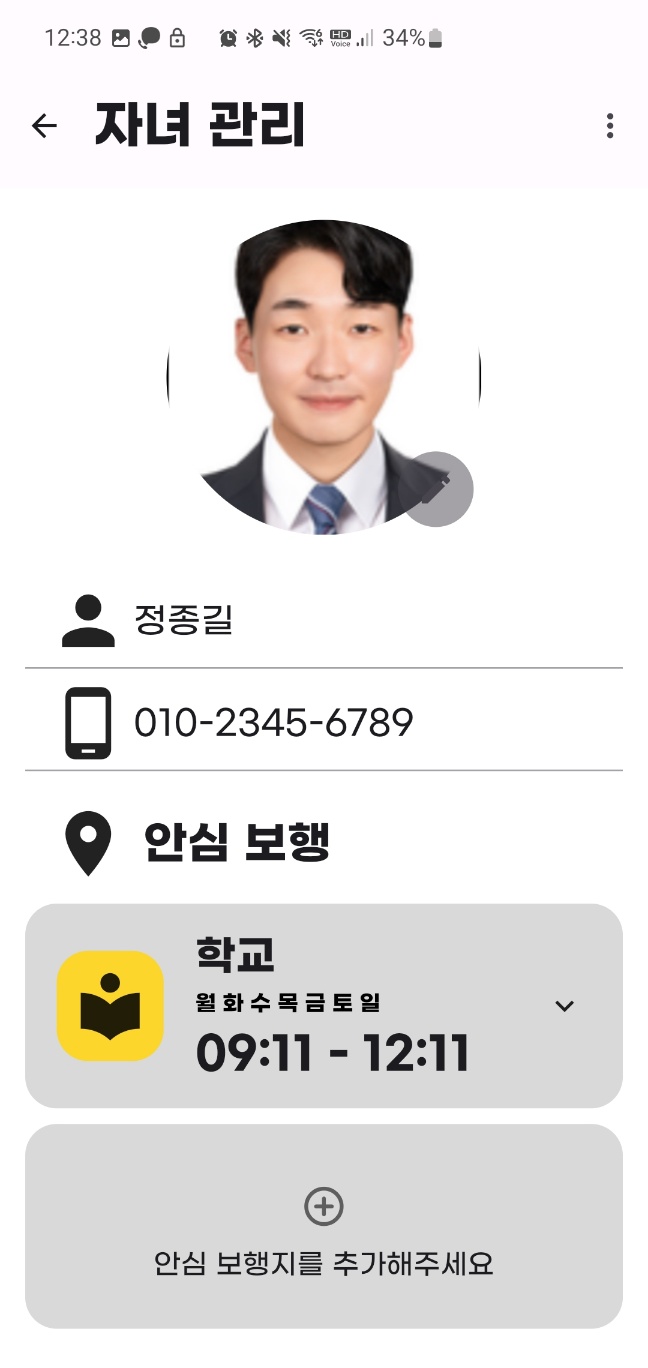 12:38 HD Voice 34%
자녀 관리
정종길
010-2345-6789
안심 보행
학교
월 화 수 목 금 토 일
09:11 - 12:11
안심 보행지를 추가해주세요